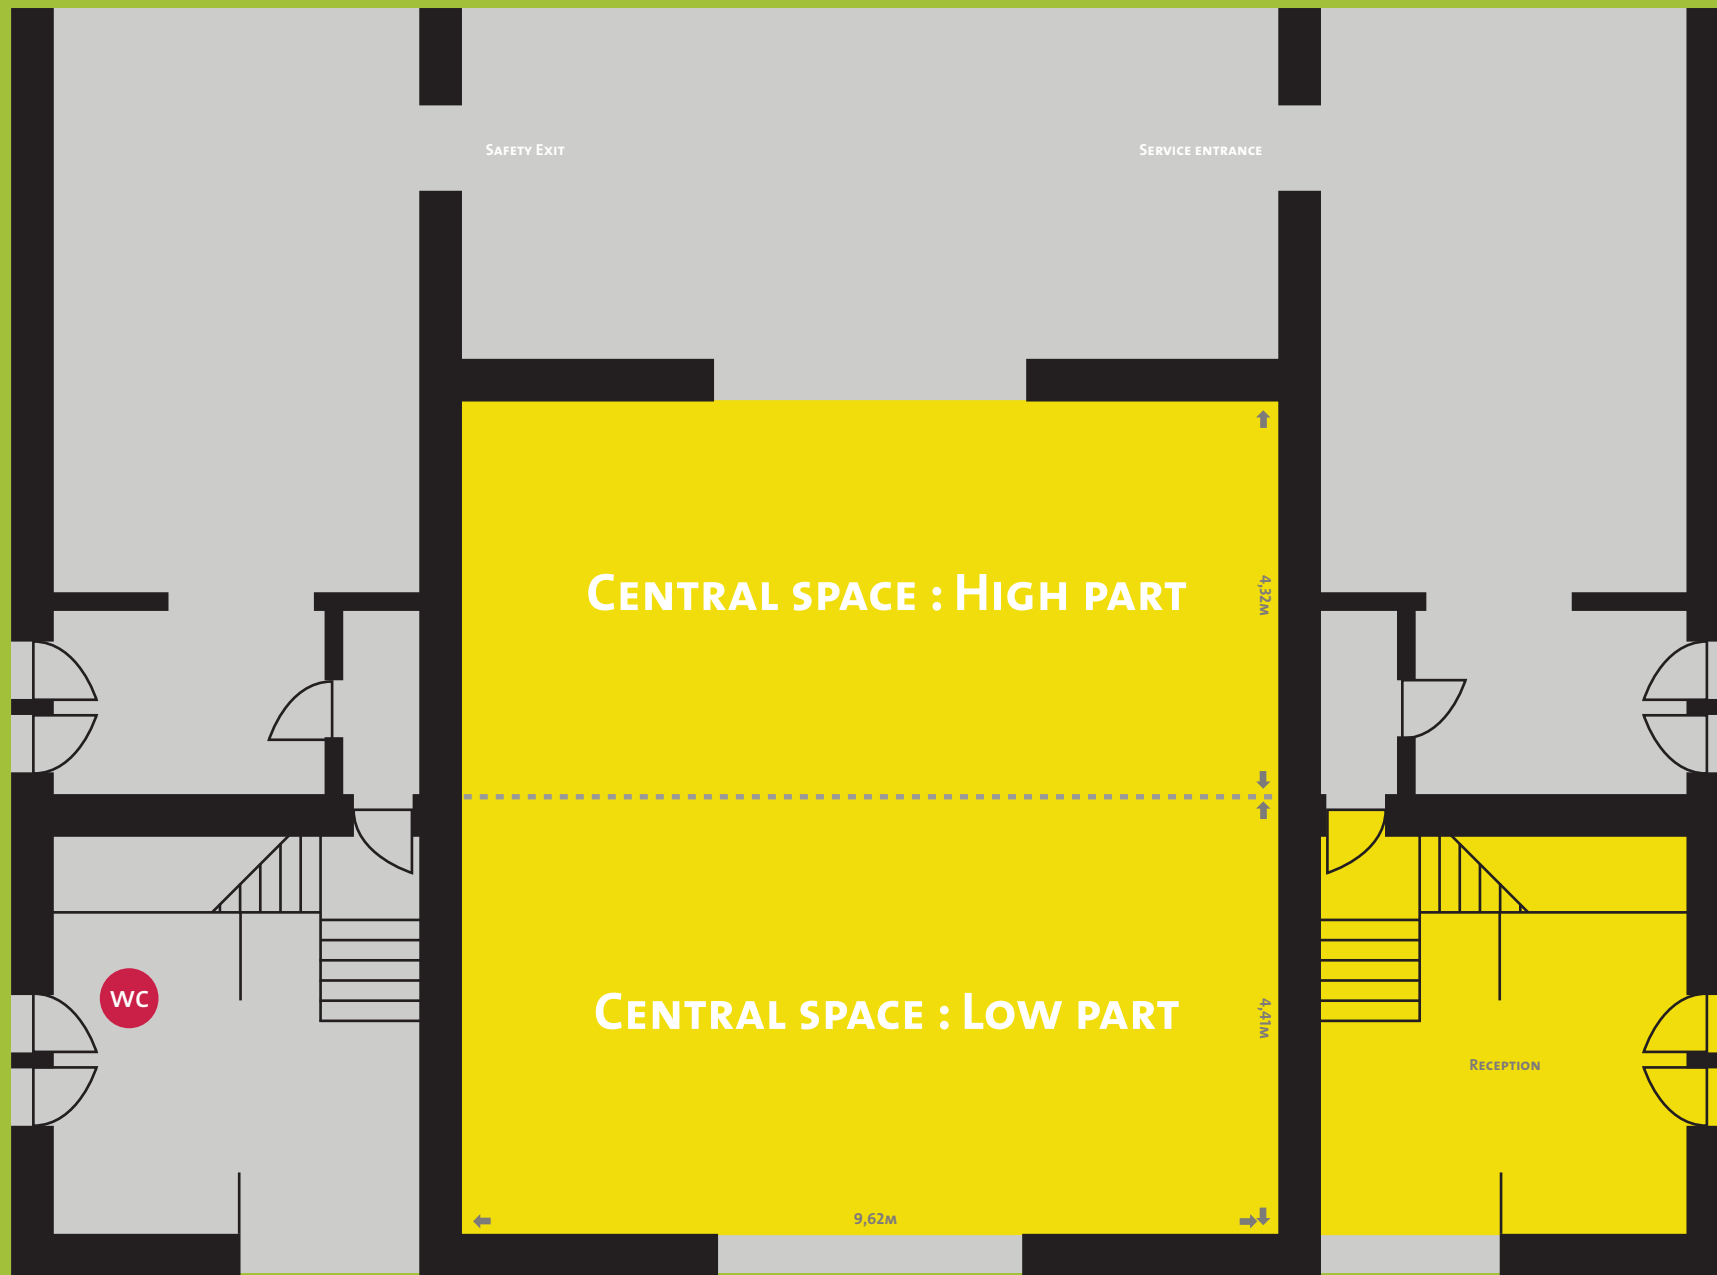 Safety Exit
Service entrance
Central space : High part
4,32m
WC
Central space : Low part
4,41m
Reception
9,62m